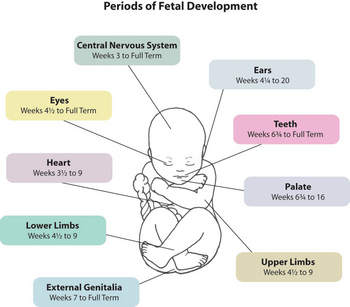 Periods of Fetal Development
Central Nervous System
Weeks 3 to Full Term
Ears
Weeks 4¼ to 20
Eyes
Weeks 4½ to Full Term
Teeth
Weeks 6¾ to Full Term
Heart
Weeks 3½ to 9
Palate
Weeks 6¾ to 16
Lower Limbs
Weeks 4½ to 9
Upper Limbs
Weeks 4½ to 9
External Genitalia
Weeks 7 to Full Term